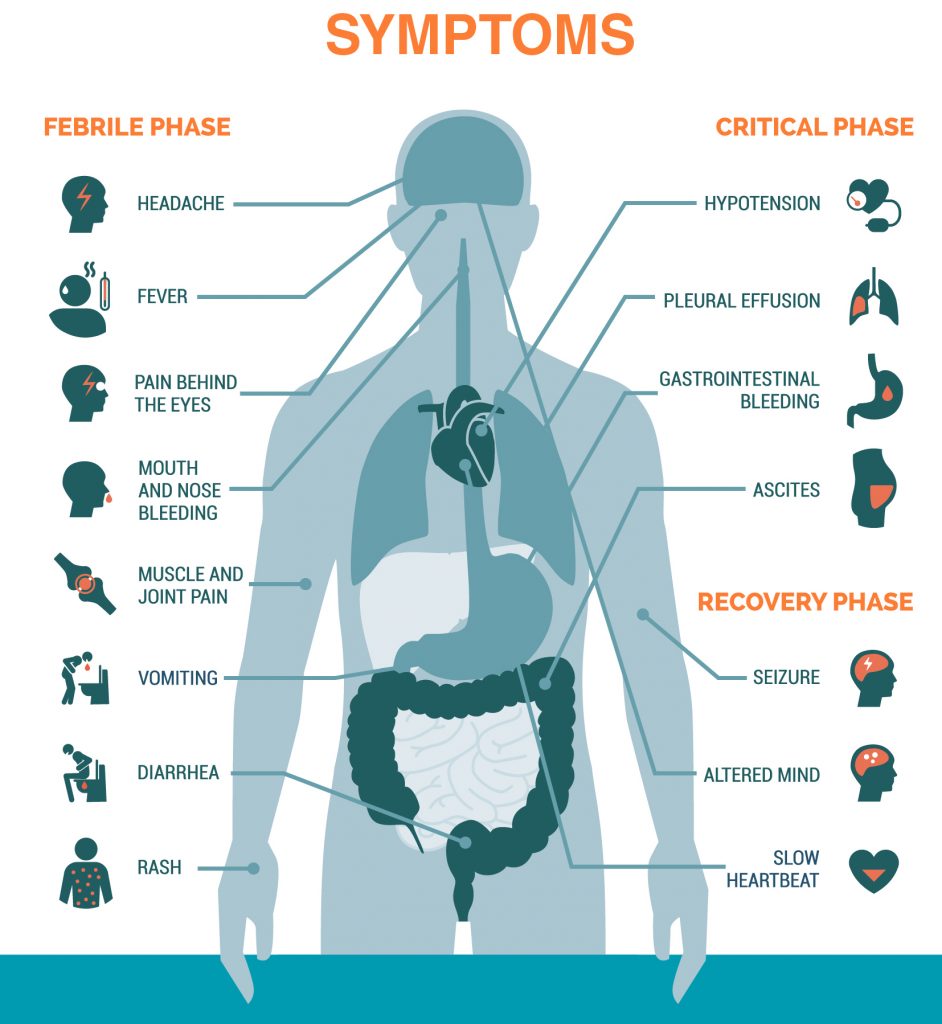 SYMPTOMS
FEBRILE PHASE
HEADACHE
FEVER
PAIN BEHIND
THE EYES
MOUTH
AND NOSE
BLEEDING
MUSCLE AND
JOINT PAIN
VOMITING
DIARRHEA
RASH
CRITICAL PHASE
HYPOTENSION
PLEURAL EFFUSION
GASTROINTESTINAL
BLEEDING
ASCITES
RECOVERY PHASE
SEIZURE
ALTERED MIND
SLOW
HEARTBEAT